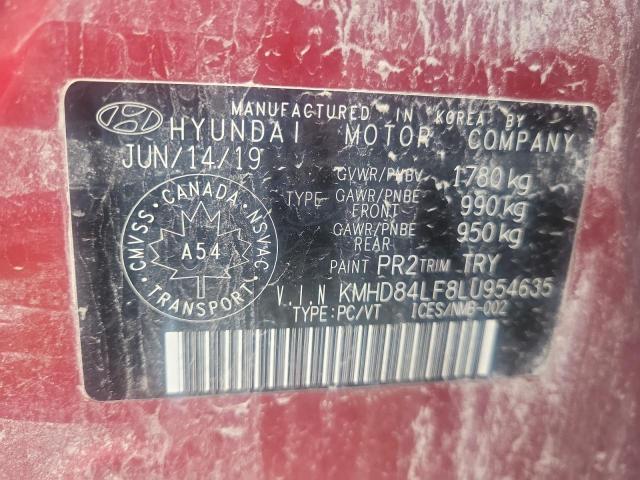 MANUFACTURED IN KOREA BY
HYUNDAI MOTOR COMPANY
JUN/14/19
GVWR/PNBV 1780 kg
TYPE GAWR/PNBE FRONT 990 kg
GAWR/PNBE REAR 950 kg
PAINT PR2 TRIM TRY
V.I.N KMHD84LF8LU954635
TYPE:PC/VT ICES/NMB-002
CMVSS · CANADA · NSVAC
A54
TRANSPORT